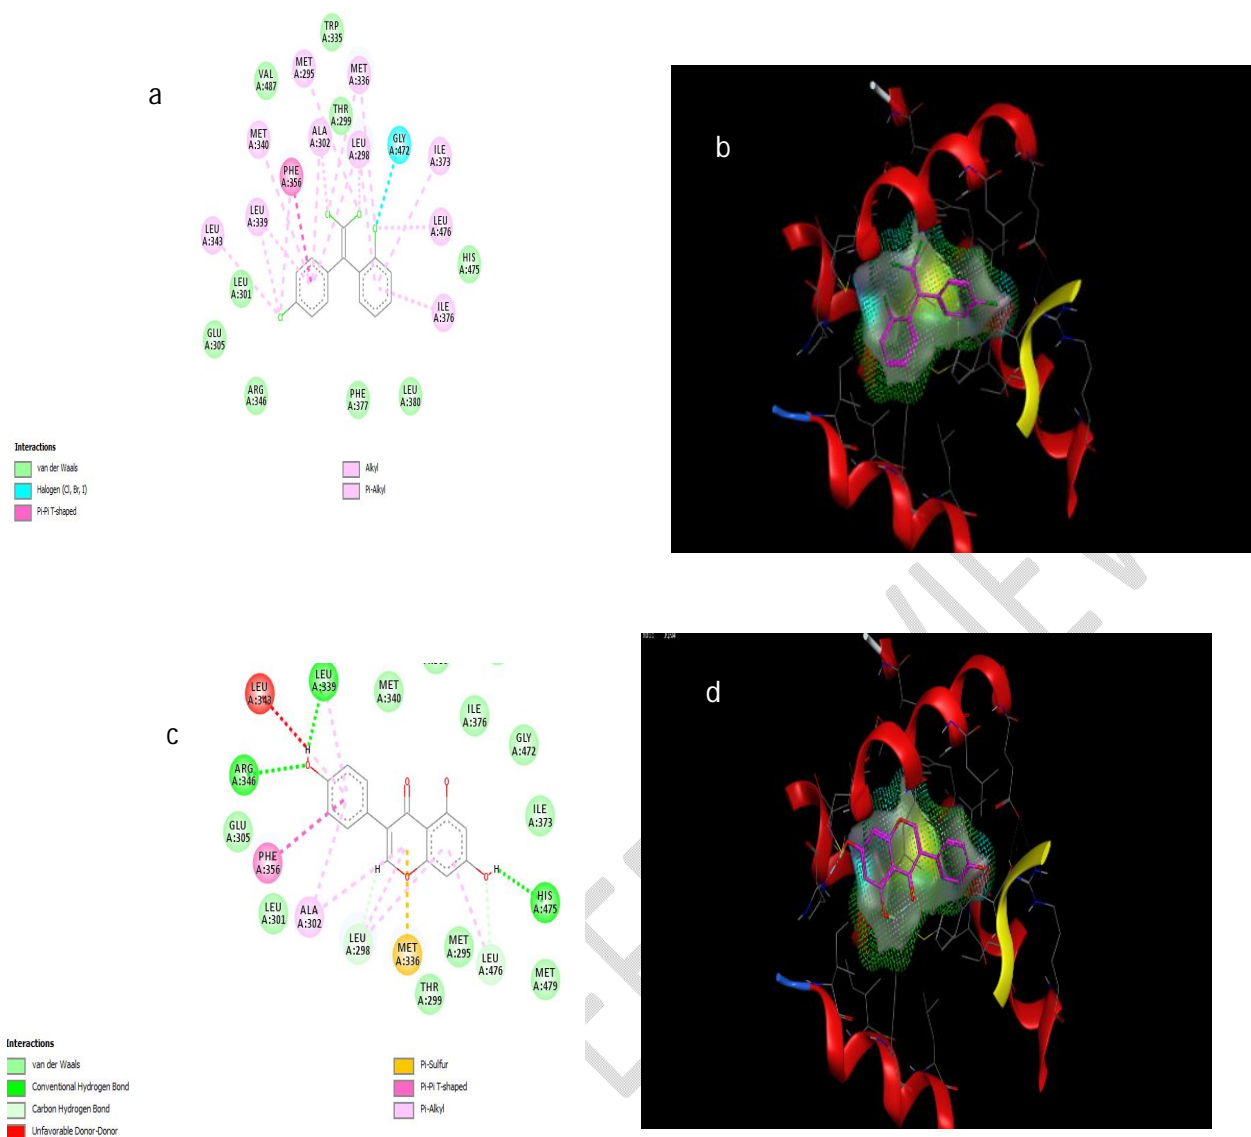 TRP
A:335
MET
A:295
MET
A:336
VAL
A:487
a
THR
A:299
ALA
A:302
LEU
A:298
GLY
A:472
ILE
A:373
MET
A:340
PHE
A:356
LEU
A:339
LEU
A:343
LEU
A:476
HIS
A:475
LEU
A:301
ILE
A:376
GLU
A:305
ARG
A:346
PHE
A:377
LEU
A:380
Cl
Cl
Cl
Cl
Interactions
van der Waals
Halogen (Cl, Br, I)
Pi-Pi T-shaped
Alkyl
Pi-Alkyl
b
c
LEU
A:343
LEU
A:339
MET
A:340
ILE
A:376
GLY
A:472
ARG
A:346
GLU
A:305
PHE
A:356
ILE
A:373
LEU
A:301
ALA
A:302
LEU
A:298
MET
A:336
MET
A:295
LEU
A:476
HIS
A:475
THR
A:299
MET
A:479
H
O
O
O
H
O
O
H
Interactions
van der Waals
Conventional Hydrogen Bond
Carbon Hydrogen Bond
Unfavorable Donor-Donor
Pi-Sulfur
Pi-Pi T-shaped
Pi-Alkyl
d